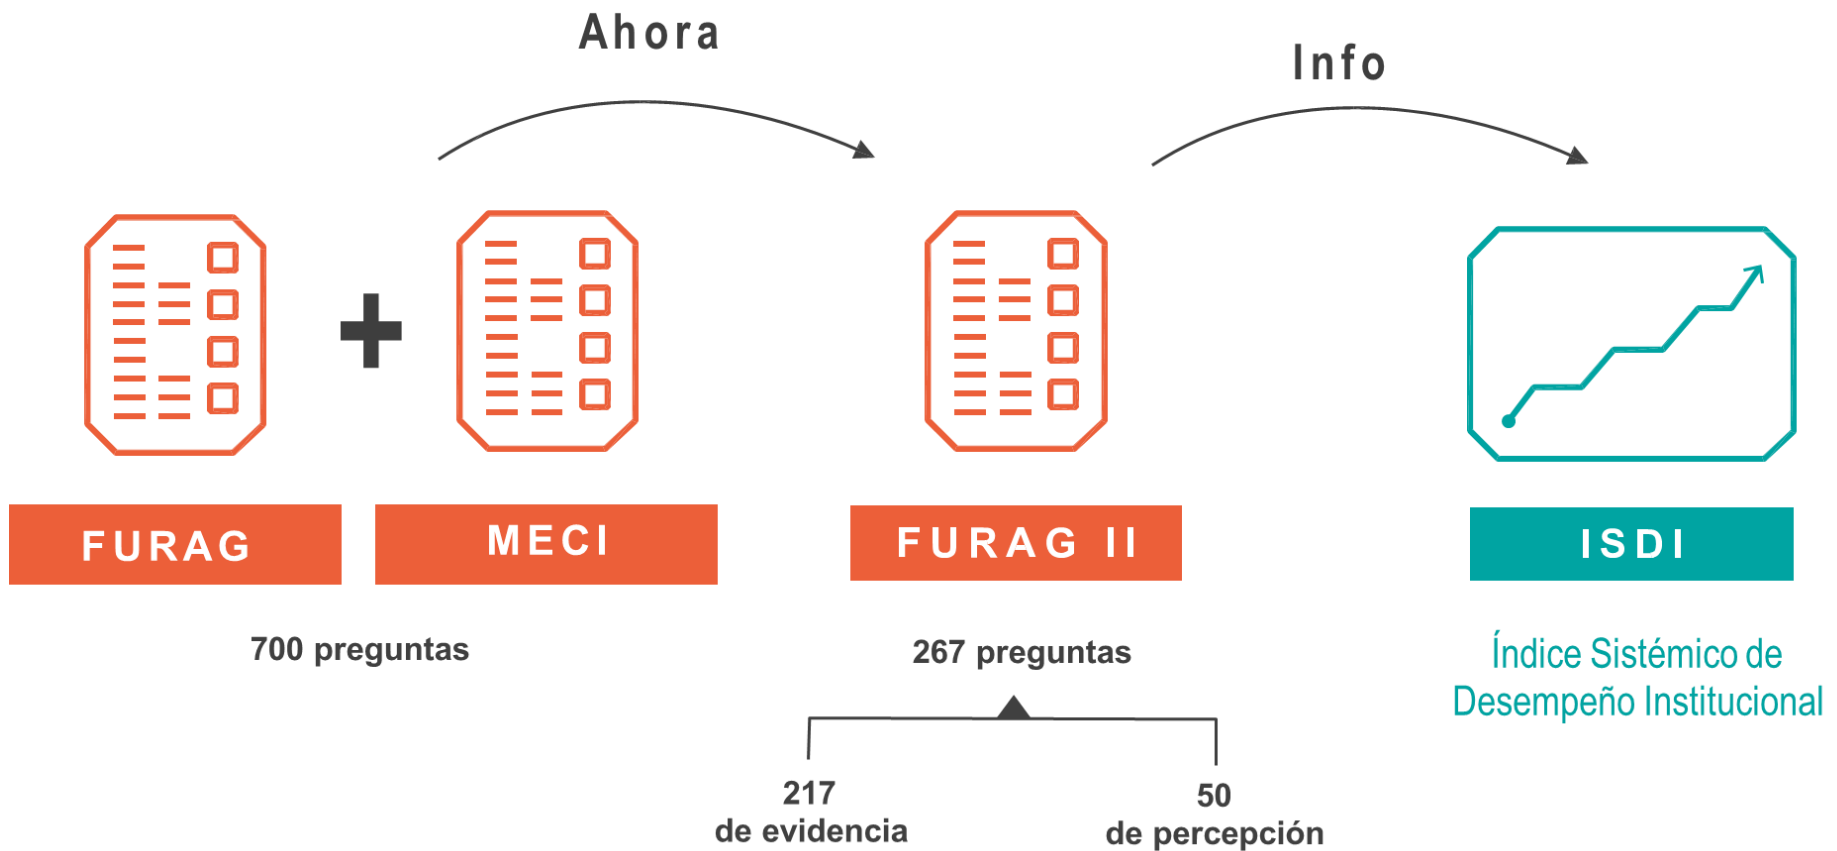 Ahora
Info
FURAG
MECI
FURAG II
ISDI
700 preguntas
267 preguntas
Índice Sistémico de
Desempeño Institucional
217
de evidencia
50
de percepción